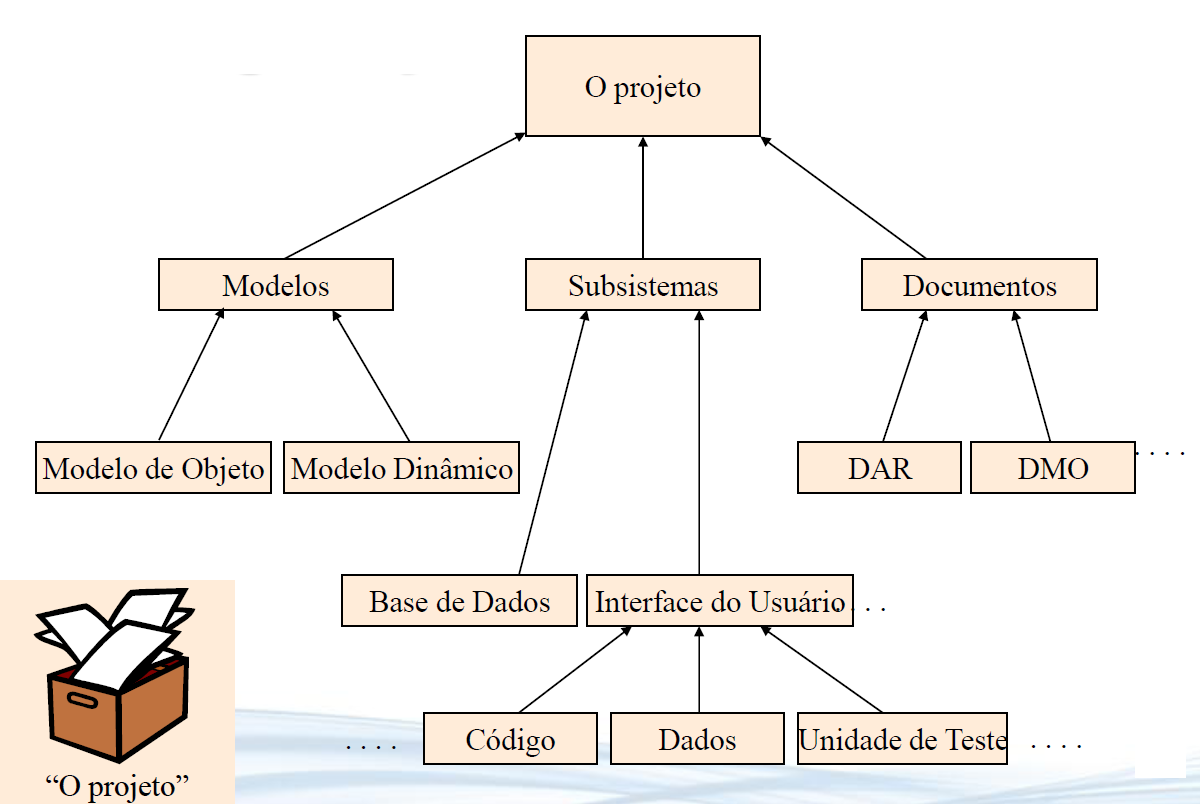 O projeto
Modelos
Subsistemas
Documentos
Modelo de Objeto
Modelo Dinâmico
DAR
DMO
. . . .
Base de Dados
Interface do Usuário
. . . .
. . . .
Código
Dados
Unidade de Teste
. . . .
“O projeto”